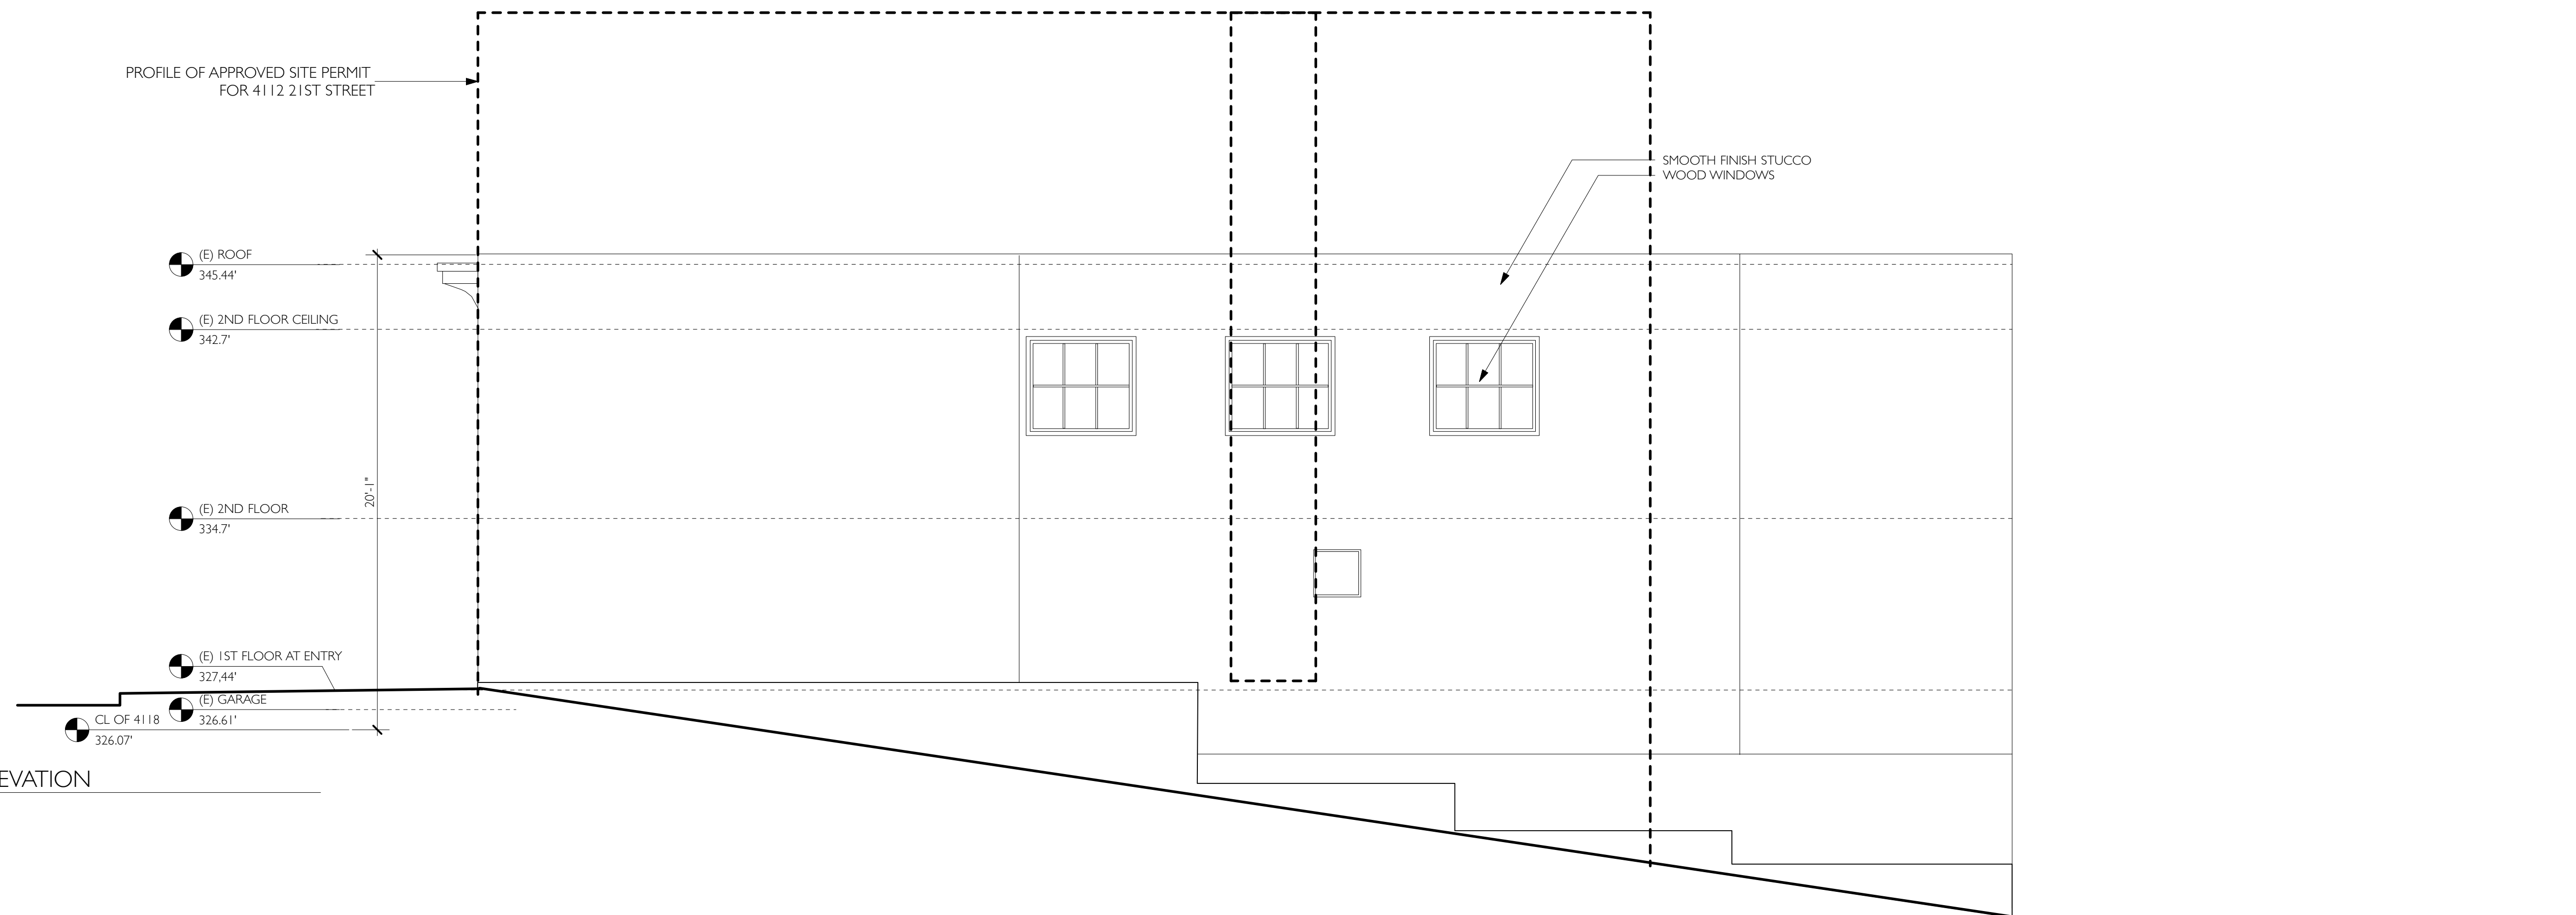 PROFILE OF APPROVED SITE PERMIT
FOR 4112 21ST STREET
SMOOTH FINISH STUCCO
WOOD WINDOWS
(E) ROOF
345.44'
(E) 2ND FLOOR CEILING
342.7'
20'-1"
(E) 2ND FLOOR
334.7'
(E) 1ST FLOOR AT ENTRY
327,44'
(E) GARAGE
326.61'
CL OF 4118
326.07'
EVATION